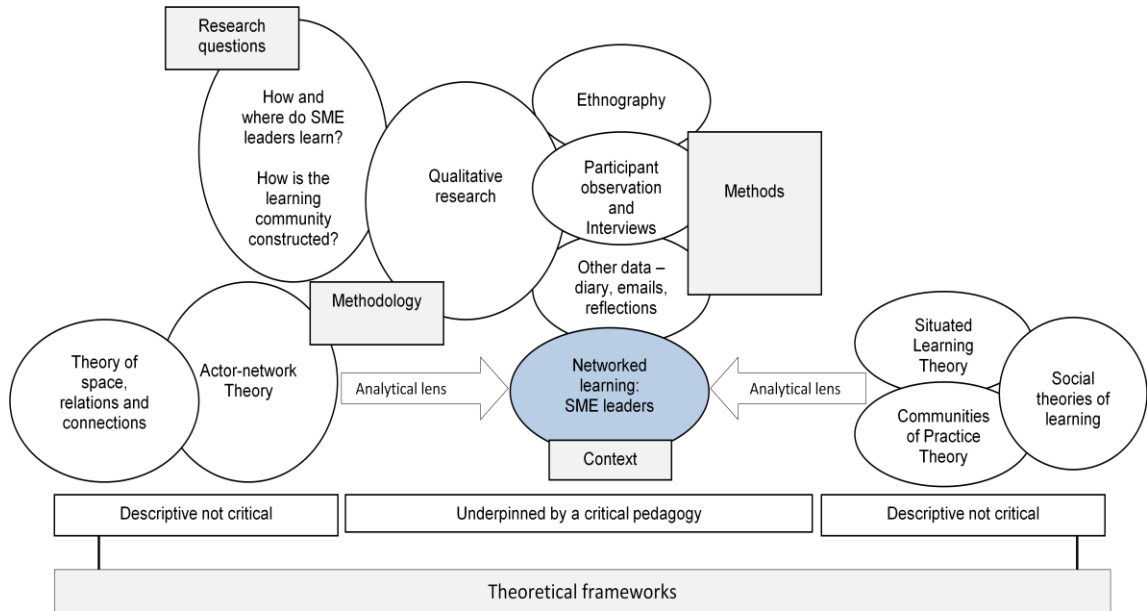 Research
questions
How and
where do SME
leaders learn?
How is the
learning
community
constructed?
Qualitative
research
Ethnography
Participant
observation
and
Interviews
Other data –
diary, emails,
reflections
Methods
Methodology
Theory of
space,
relations and
connections
Actor-network
Theory
Analytical lens
Networked
learning:
SME leaders
Context
Analytical lens
Situated
Learning
Theory
Communities
of Practice
Theory
Social
theories of
learning
Descriptive not critical
Underpinned by a critical pedagogy
Descriptive not critical
Theoretical frameworks